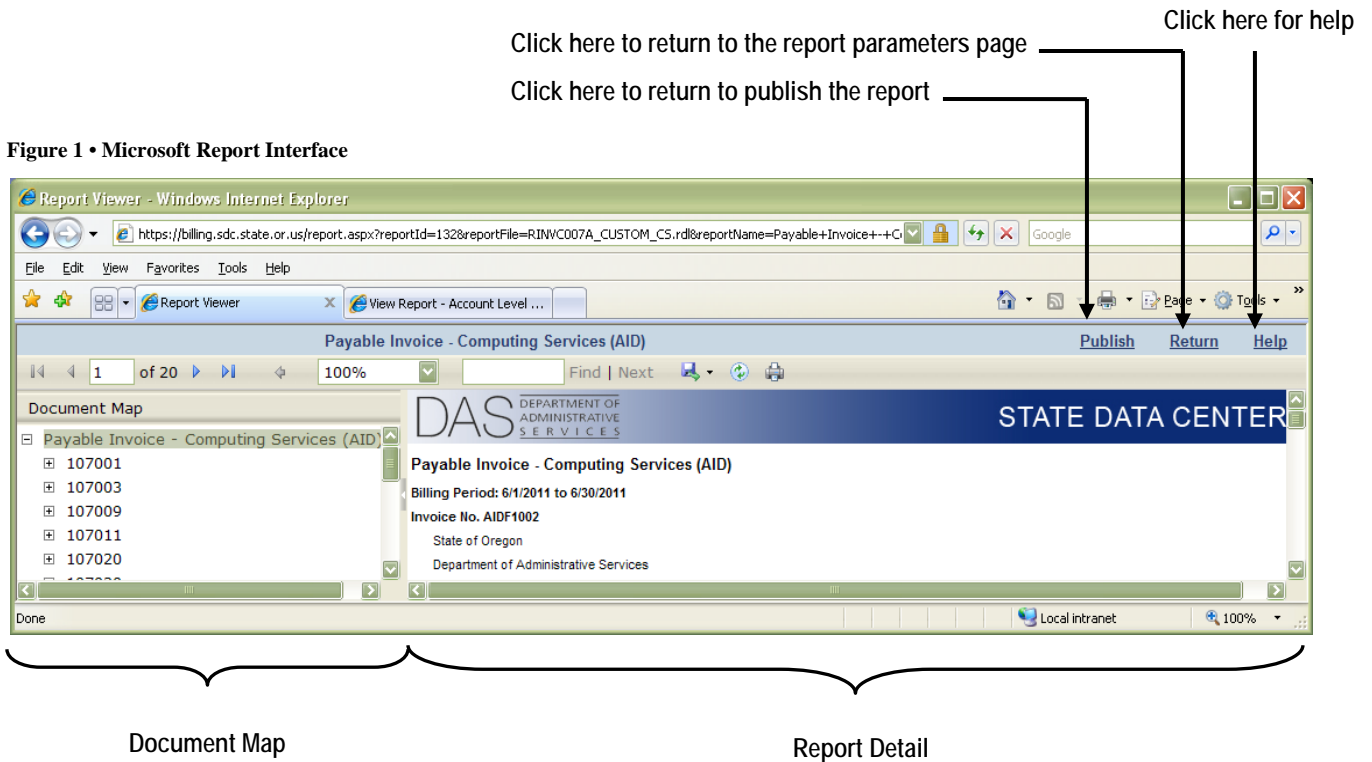 Click here for help
Click here to return to the report parameters page
Click here to return to publish the report
Figure 1 • Microsoft Report Interface
Report Viewer - Windows Internet Explorer
https://billing.sdc.state.or.us/report.aspx?reportId=132&reportFile=RINVC007A_CUSTOM_CS.rdl&reportName=Payable+Invoice+-+C
Google
File Edit View Favorites Tools Help
Report Viewer
View Report - Account Level ...
Page Tools »
Payable Invoice - Computing Services (AID)
Publish Return Help
1 of 20 100% Find | Next
Document Map
DAS DEPARTMENT OF
ADMINISTRATIVE
SERVICES
STATE DATA CENTER
Payable Invoice - Computing Services (AID)
107001
107003
107009
107011
107020
Payable Invoice - Computing Services (AID)
Billing Period: 6/1/2011 to 6/30/2011
Invoice No. AIDF1002
State of Oregon
Department of Administrative Services
Done
Local intranet
100%
Document Map
Report Detail